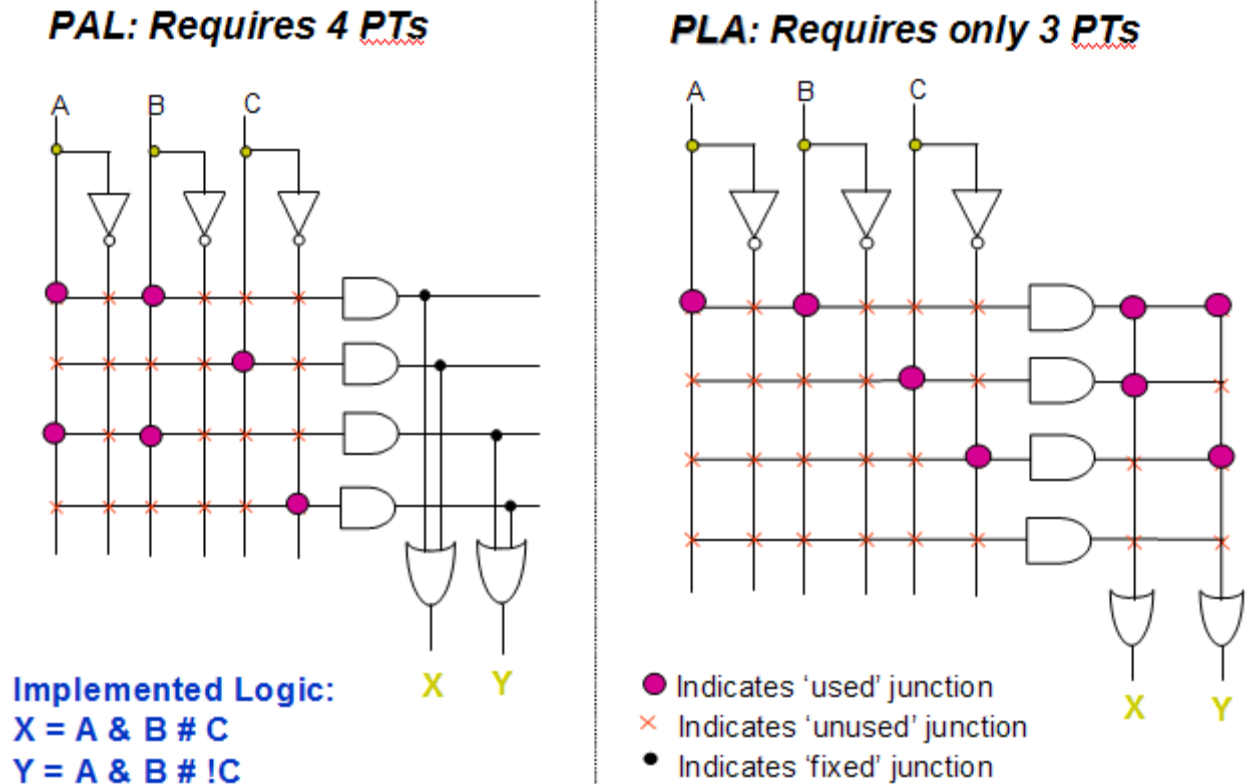 PAL: Requires 4 PTs
A B C
X Y
Implemented Logic:
X = A & B # C
Y = A & B # !C
PLA: Requires only 3 PTs
A B C
X Y
Indicates ‘used’ junction
Indicates ‘unused’ junction
Indicates ‘fixed’ junction